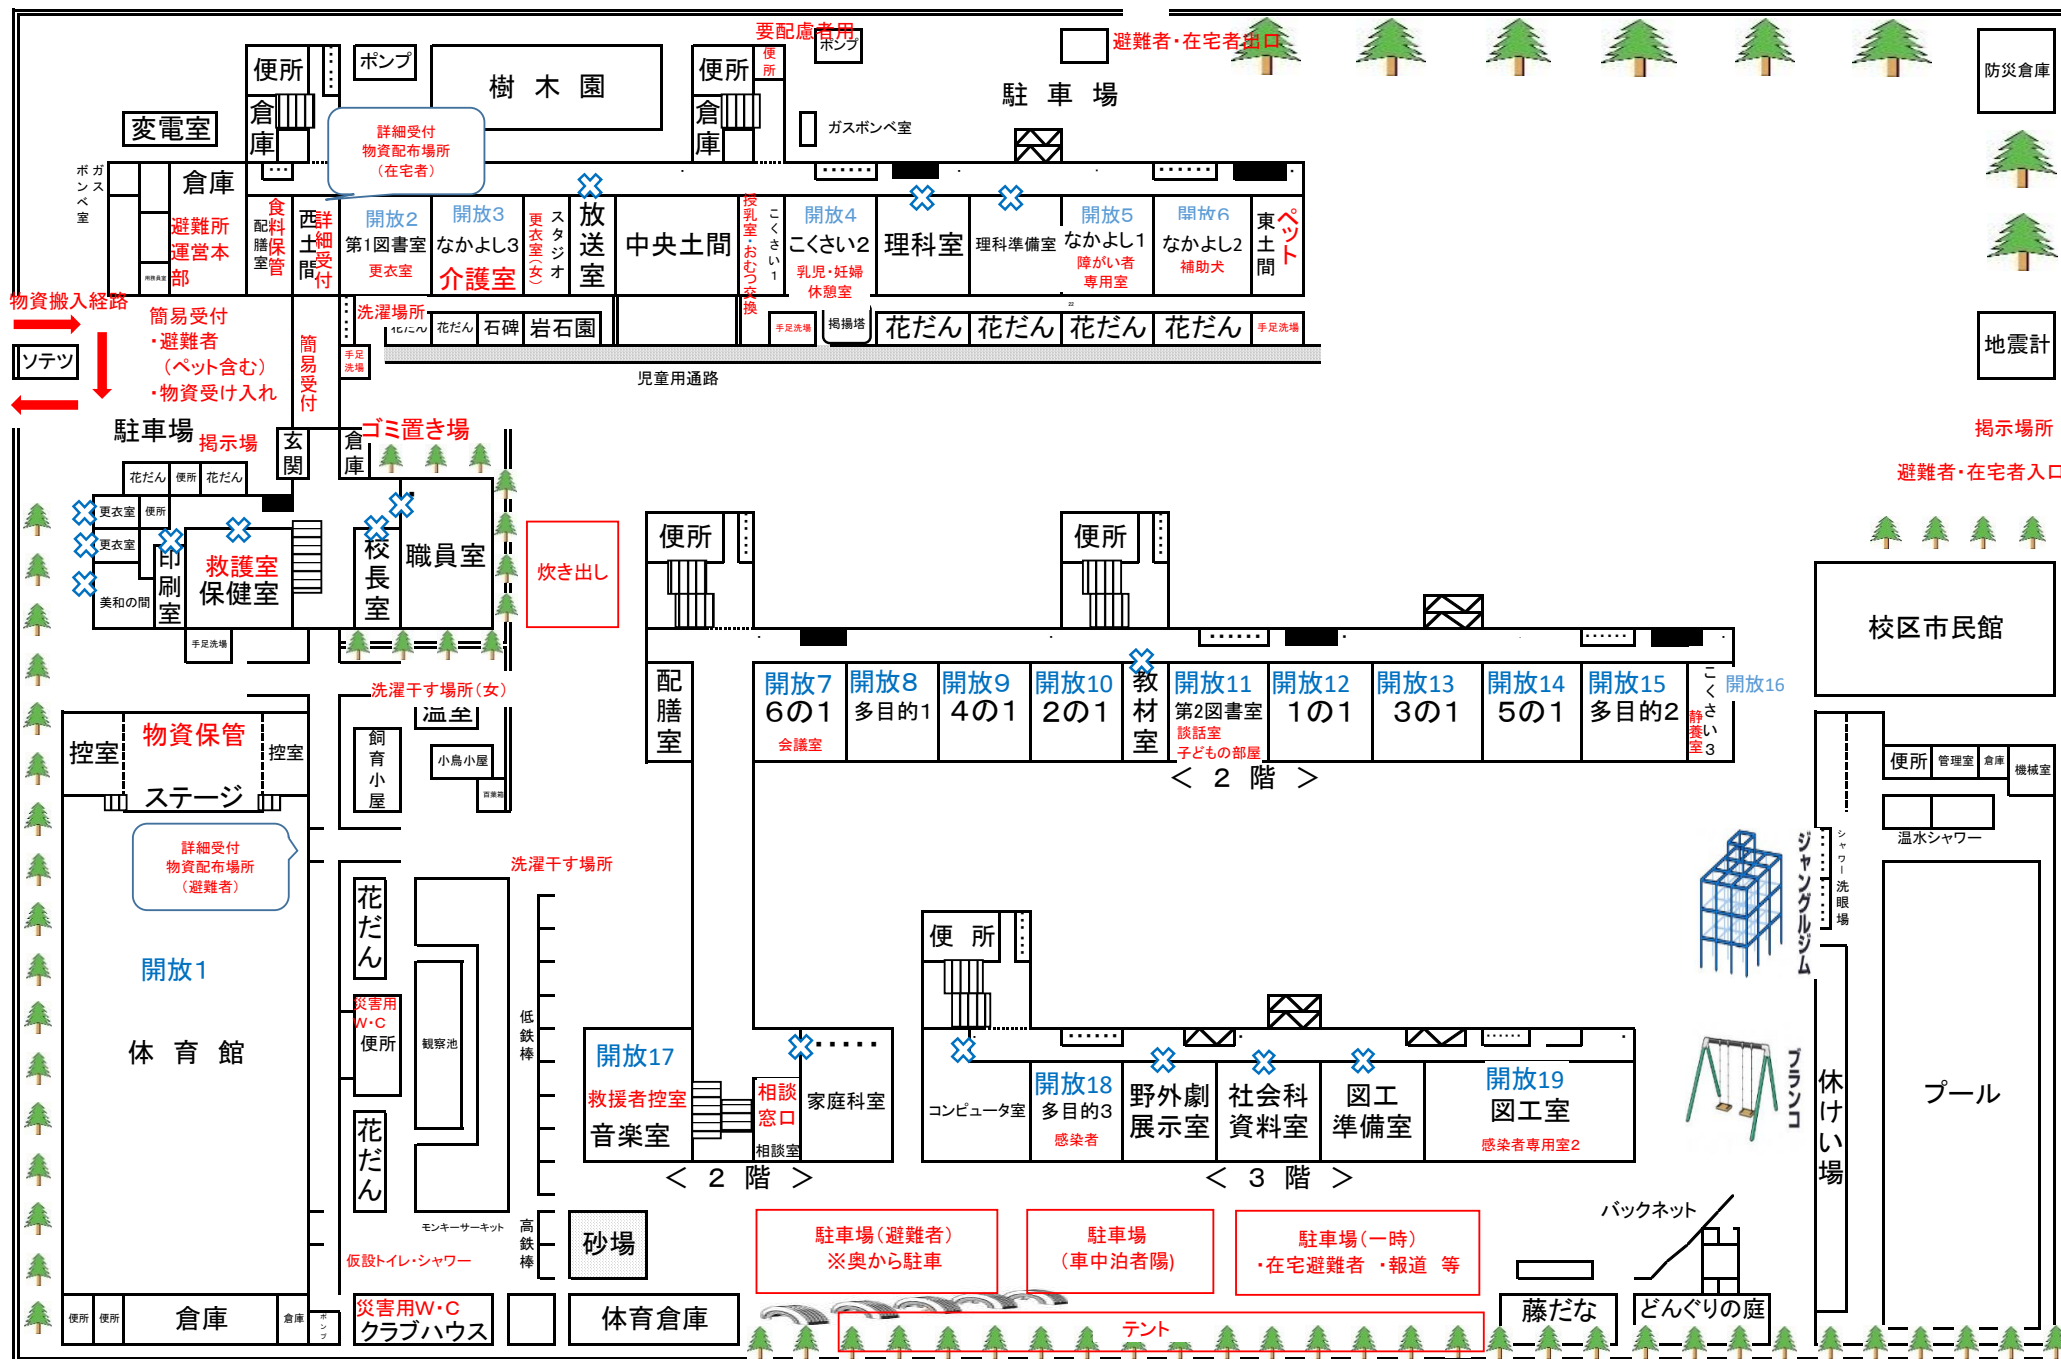 要配慮者用
ポンプ
避難者・在宅者出口
便所
ポンプ
樹木園
便所
便所
倉庫
倉庫
駐車場
防災倉庫
変電室
ガスボンベ室
詳細受付
物資配布場所
(在宅者)
ガスボンベ室
倉庫
避難所
運営本
部
用務員室
食料保管
配膳室
西土間
詳細受付
開放2
第1図書室
更衣室
開放3
なかよし3
介護室
更衣室(女)
スタジオ
放送室
中央土間
授乳室・おむつ交換
こくさい1
開放4
こくさい2
乳児・妊婦
休憩室
理科室
理科準備室
開放5
なかよし1
障がい者
専用室
開放6
なかよし2
補助犬
東土間
ペット
物資搬入経路
簡易受付
・避難者
(ペット含む)
・物資受け入れ
簡易受付
洗濯場所
花だん
花だん
石碑
岩石園
手足洗場
掲揚塔
花だん
花だん
花だん
花だん
手足洗場
ソテツ
手足
洗場
児童用通路
地震計
駐車場
掲示場
玄関
倉庫
ゴミ置き場
掲示場所
避難者・在宅者入口
花だん
便所
花だん
更衣室
便所
更衣室
美和の間
印刷室
救護室
保健室
校長室
職員室
炊き出し
手足洗場
便所
便所
校区市民館
洗濯干す場所(女)
温室
飼育小屋
小鳥小屋
百葉箱
配膳室
開放7
6の1
会議室
開放8
多目的1
開放9
4の1
開放10
2の1
教材室
開放11
第2図書室
談話室
子どもの部屋
開放12
1の1
開放13
3の1
開放14
5の1
開放15
多目的2
こくさい3
静養室
開放16
<2階>
控室
物資保管
控室
ステージ
詳細受付
物資配布場所
(避難者)
開放1
体育館
洗濯干す場所
便所
管理室
倉庫
機械室
温水シャワー
シャワー洗眼場
ジャングルジム
花だん
災害用
W・C
便所
観察池
低鉄棒
花だん
開放17
救援者控室
音楽室
相談
窓口
相談室
家庭科室
<2階>
便所
コンピュータ室
開放18
多目的3
感染者
野外劇
展示室
社会科
資料室
図工
準備室
開放19
図工室
感染者専用室2
<3階>
ブランコ
休けい場
プール
モンキーサーキット
高鉄棒
砂場
仮設トイレ・シャワー
駐車場(避難者)
※奥から駐車
駐車場
(車中泊者陽)
駐車場(一時)
・在宅避難者 ・報道 等
バックネット
便所
便所
倉庫
倉庫
ポンプ
災害用W・C
クラブハウス
体育倉庫
テント
藤だな
どんぐりの庭